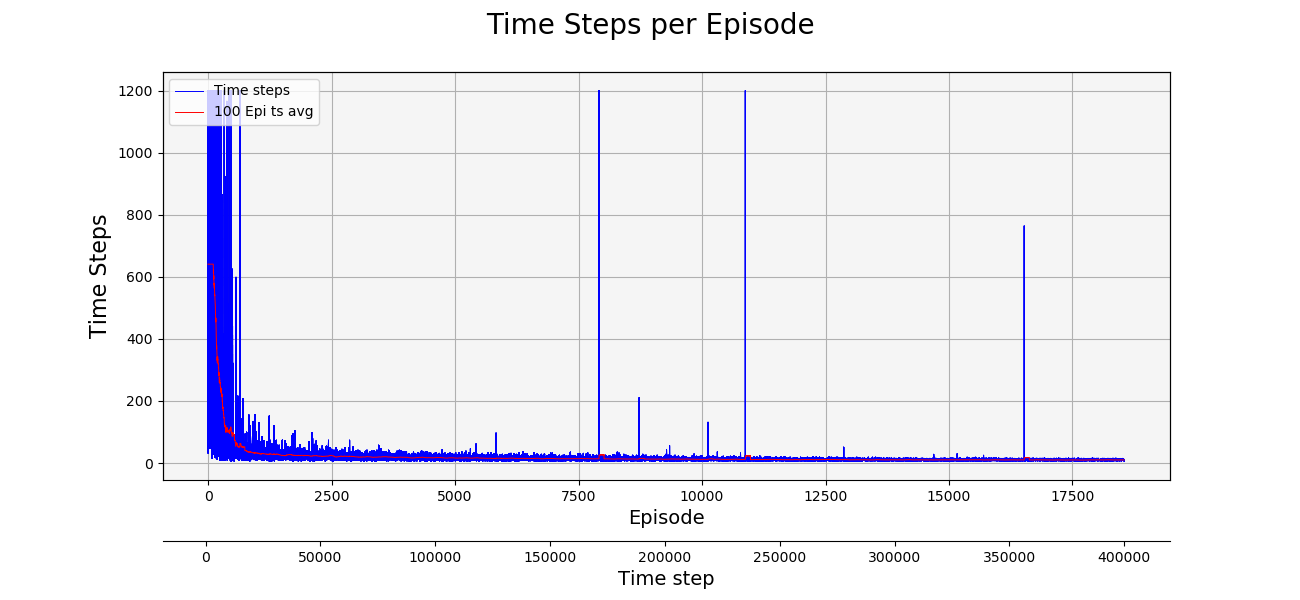 Time Steps per Episode
Time steps
100 Epi ts avg
Time Steps
1200
1000
800
600
400
200
0
0 2500 5000 7500 10000 12500 15000 17500
Episode
0 50000 100000 150000 200000 250000 300000 350000 400000
Time step